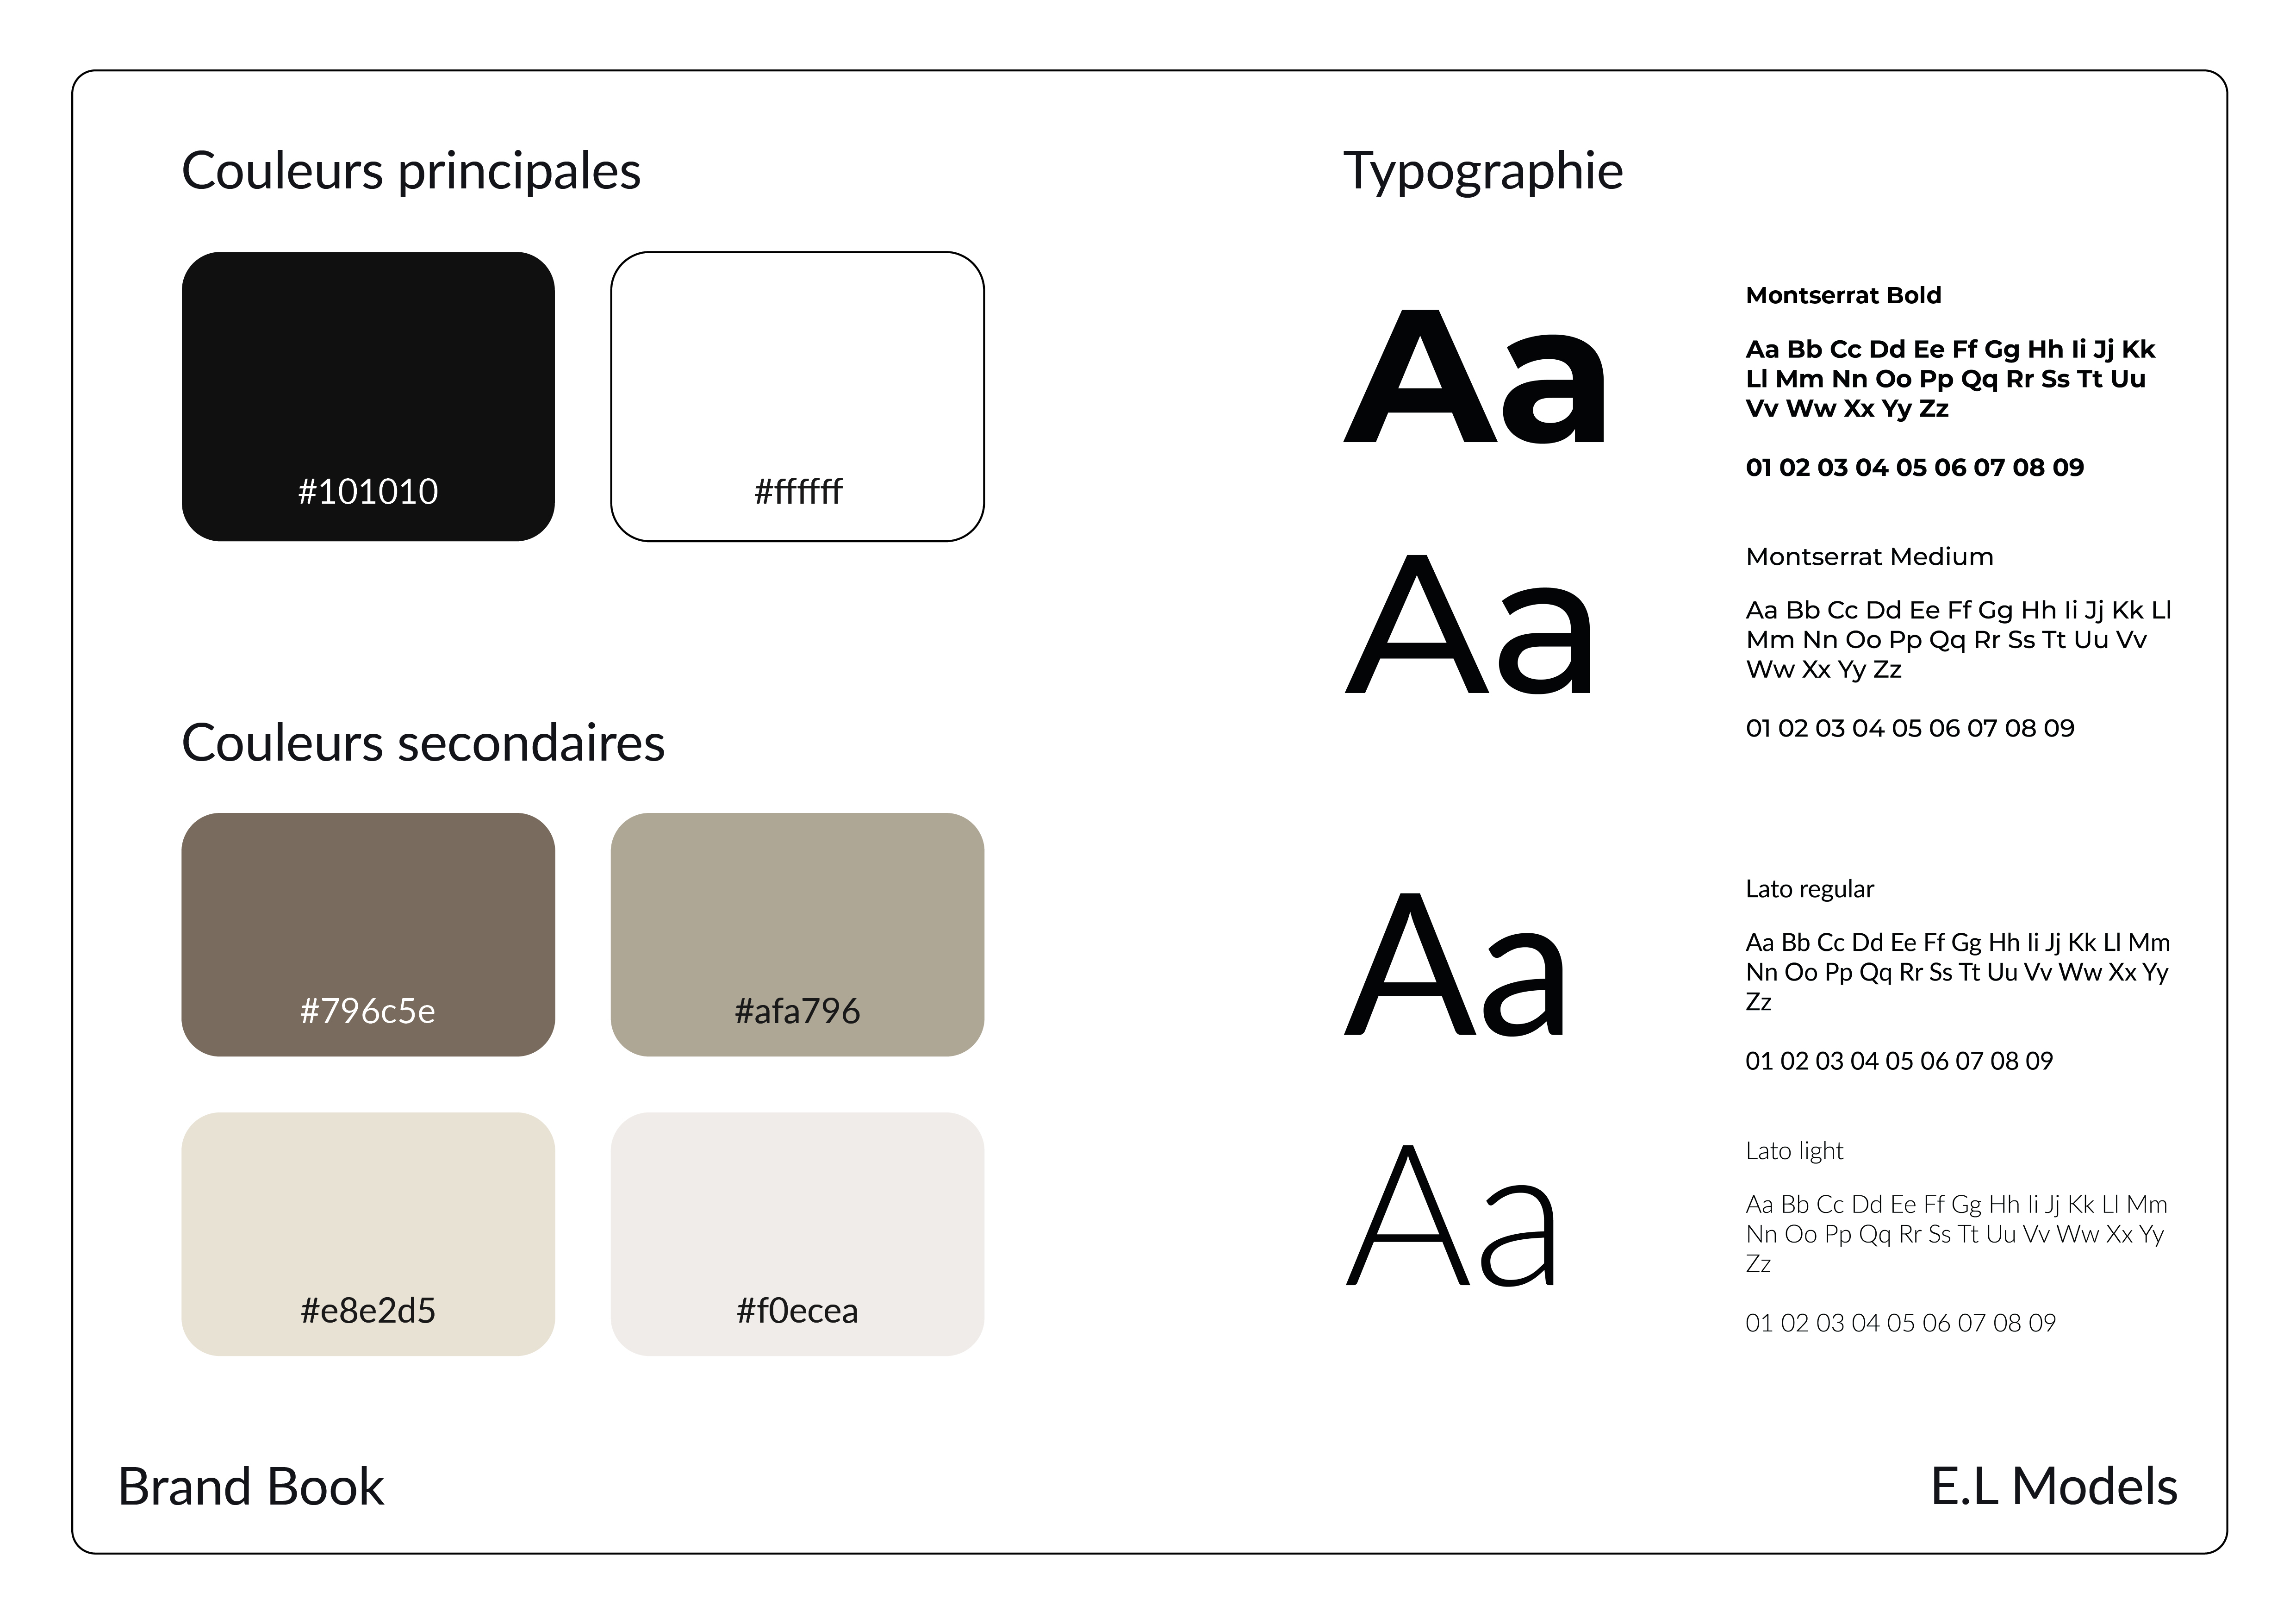 Couleurs principales
#101010
#ffffff
Couleurs secondaires
#796c5e
#afa796
#e8e2d5
#f0ecea
Typographie
Aa
Montserrat Bold
Aa Bb Cc Dd Ee Ff Gg Hh Ii Jj Kk
Ll Mm Nn Oo Pp Qq Rr Ss Tt Uu
Vv Ww Xx Yy Zz
01 02 03 04 05 06 07 08 09
Aa
Montserrat Medium
Aa Bb Cc Dd Ee Ff Gg Hh Ii Jj Kk Ll
Mm Nn Oo Pp Qq Rr Ss Tt Uu Vv
Ww Xx Yy Zz
01 02 03 04 05 06 07 08 09
Aa
Lato regular
Aa Bb Cc Dd Ee Ff Gg Hh Ii Jj Kk Ll Mm
Nn Oo Pp Qq Rr Ss Tt Uu Vv Ww Xx Yy
Zz
01 02 03 04 05 06 07 08 09
Aa
Lato light
Aa Bb Cc Dd Ee Ff Gg Hh Ii Jj Kk Ll Mm
Nn Oo Pp Qq Rr Ss Tt Uu Vv Ww Xx Yy
Zz
01 02 03 04 05 06 07 08 09
Brand Book
E.L Models